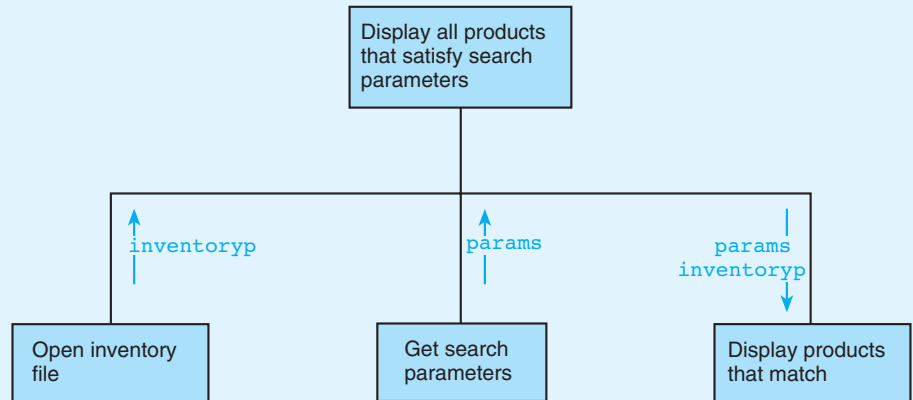 Display all products
that satisfy search
parameters
inventoryp
params
params
inventoryp
Open inventory
file
Get search
parameters
Display products
that match